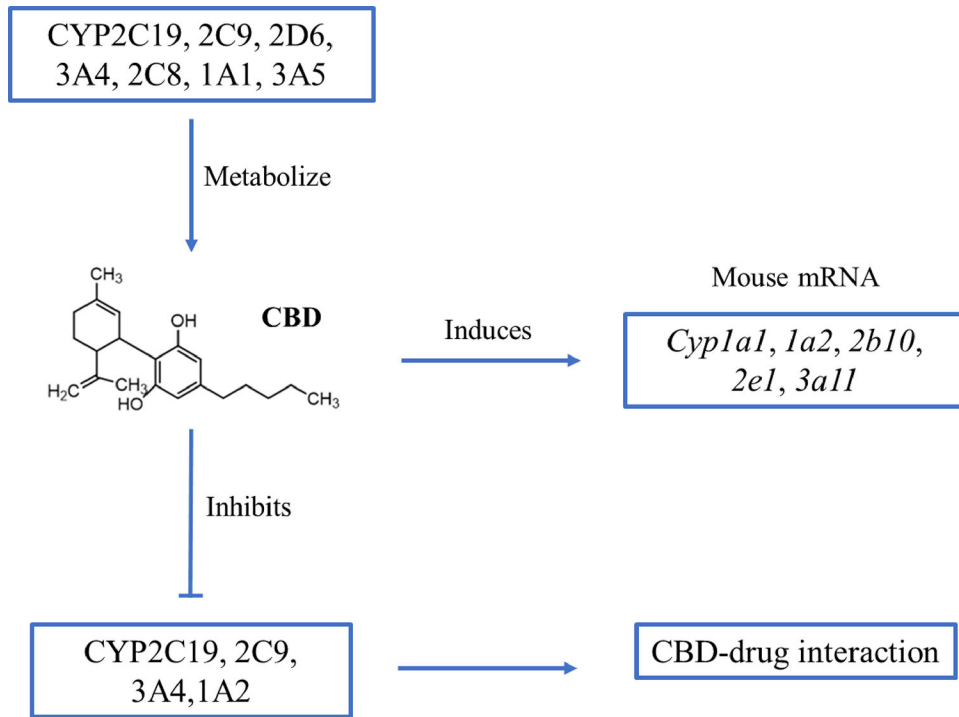 CYP2C19, 2C9, 2D6,
3A4, 2C8, 1A1, 3A5
Metabolize
CH₃
OH
CBD
H₂C
CH₃
HO
CH₃
Induces
Mouse mRNA
Cyp1a1, 1a2, 2b10,
2e1, 3a11
Inhibits
CYP2C19, 2C9,
3A4,1A2
CBD-drug interaction